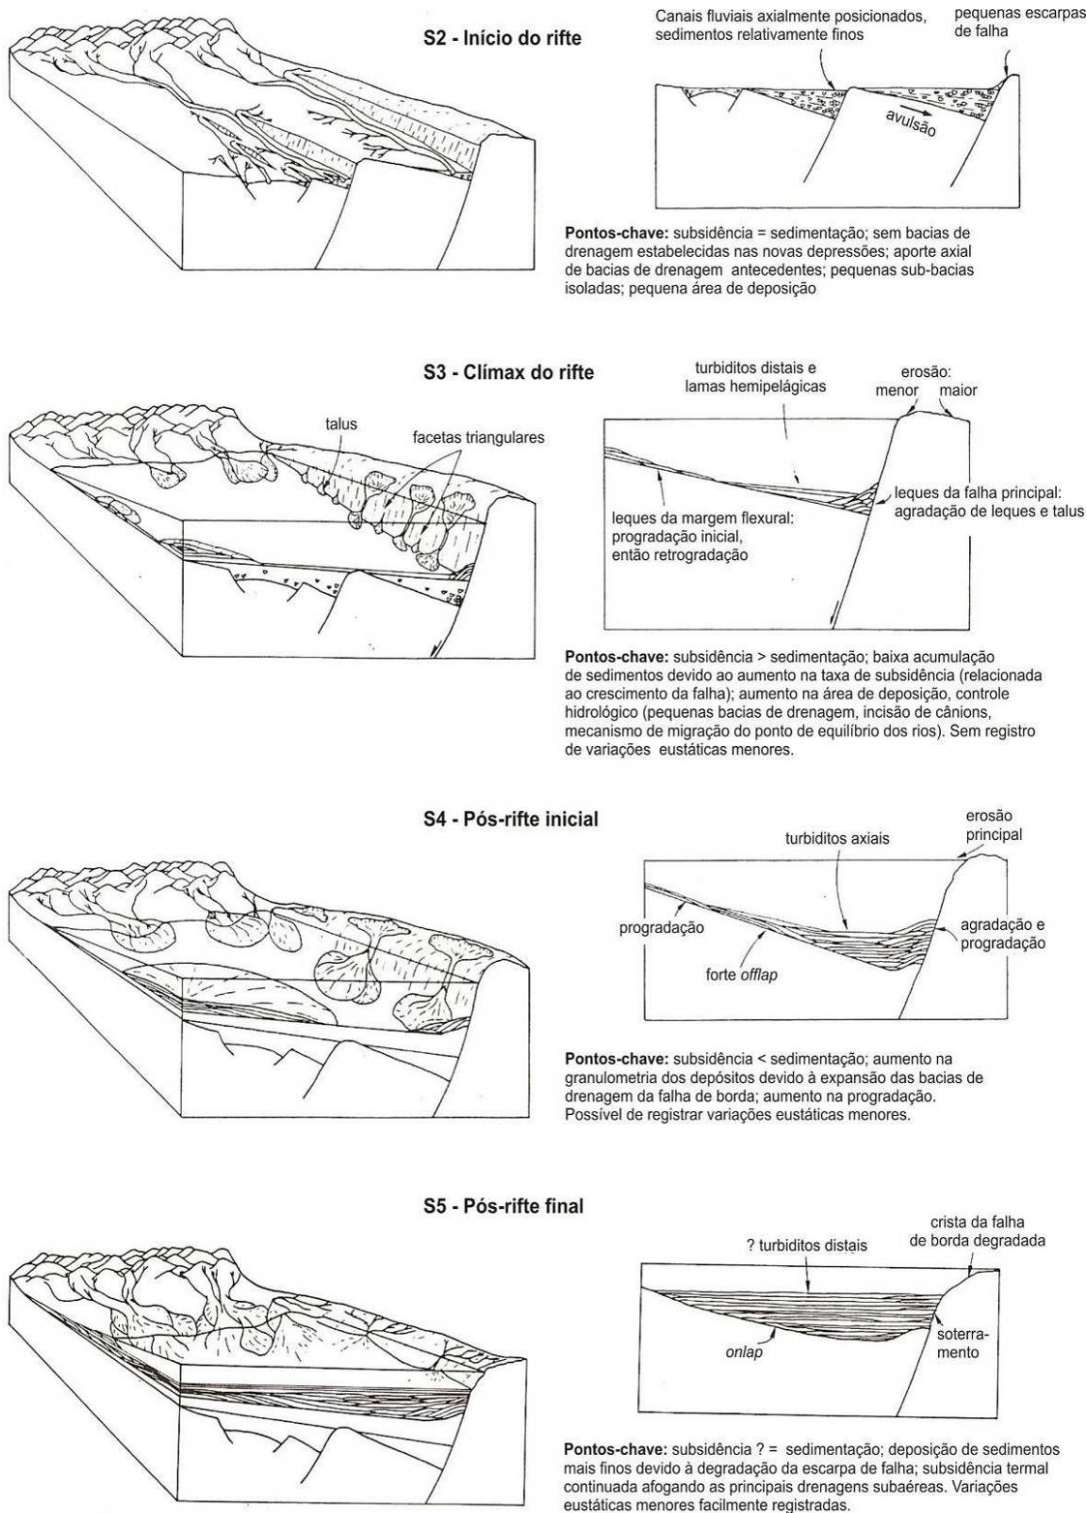 S2 - Início do rifte
Canais fluviais axialmente posicionados,
sedimentos relativamente finos
pequenas escarpas
de falha
avulsão
Pontos-chave: subsidência = sedimentação; sem bacias de
drenagem estabelecidas nas novas depressões; aporte axial
de bacias de drenagem antecedentes; pequenas sub-bacias
isoladas; pequena área de deposição
S3 - Clímax do rifte
talus
facetas triangulares
turbiditos distais e
lamas hemipelágicas
erosão:
menor maior
leques da margem flexural:
progradação inicial,
então retrogradação
leques da falha principal:
agradação de leques e talus
Pontos-chave: subsidência > sedimentação; baixa acumulação
de sedimentos devido ao aumento na taxa de subsidência (relacionada
ao crescimento da falha); aumento na área de deposição, controle
hidrológico (pequenas bacias de drenagem, incisão de cânions,
mecanismo de migração do ponto de equilíbrio dos rios). Sem registro
de variações eustáticas menores.
S4 - Pós-rifte inicial
turbiditos axiais
erosão
principal
progradação
forte offlap
agradação e
progradação
Pontos-chave: subsidência < sedimentação; aumento na
granulometria dos depósitos devido à expansão das bacias de
drenagem da falha de borda; aumento na progradação.
Possível de registrar variações eustáticas menores.
S5 - Pós-rifte final
? turbiditos distais
crista da falha
de borda degradada
onlap
soterra-
mento
Pontos-chave: subsidência ? = sedimentação; deposição de sedimentos
mais finos devido à degradação da escarpa de falha; subsidência termal
continuada afogando as principais drenagens subaéreas. Variações
eustáticas menores facilmente registradas.